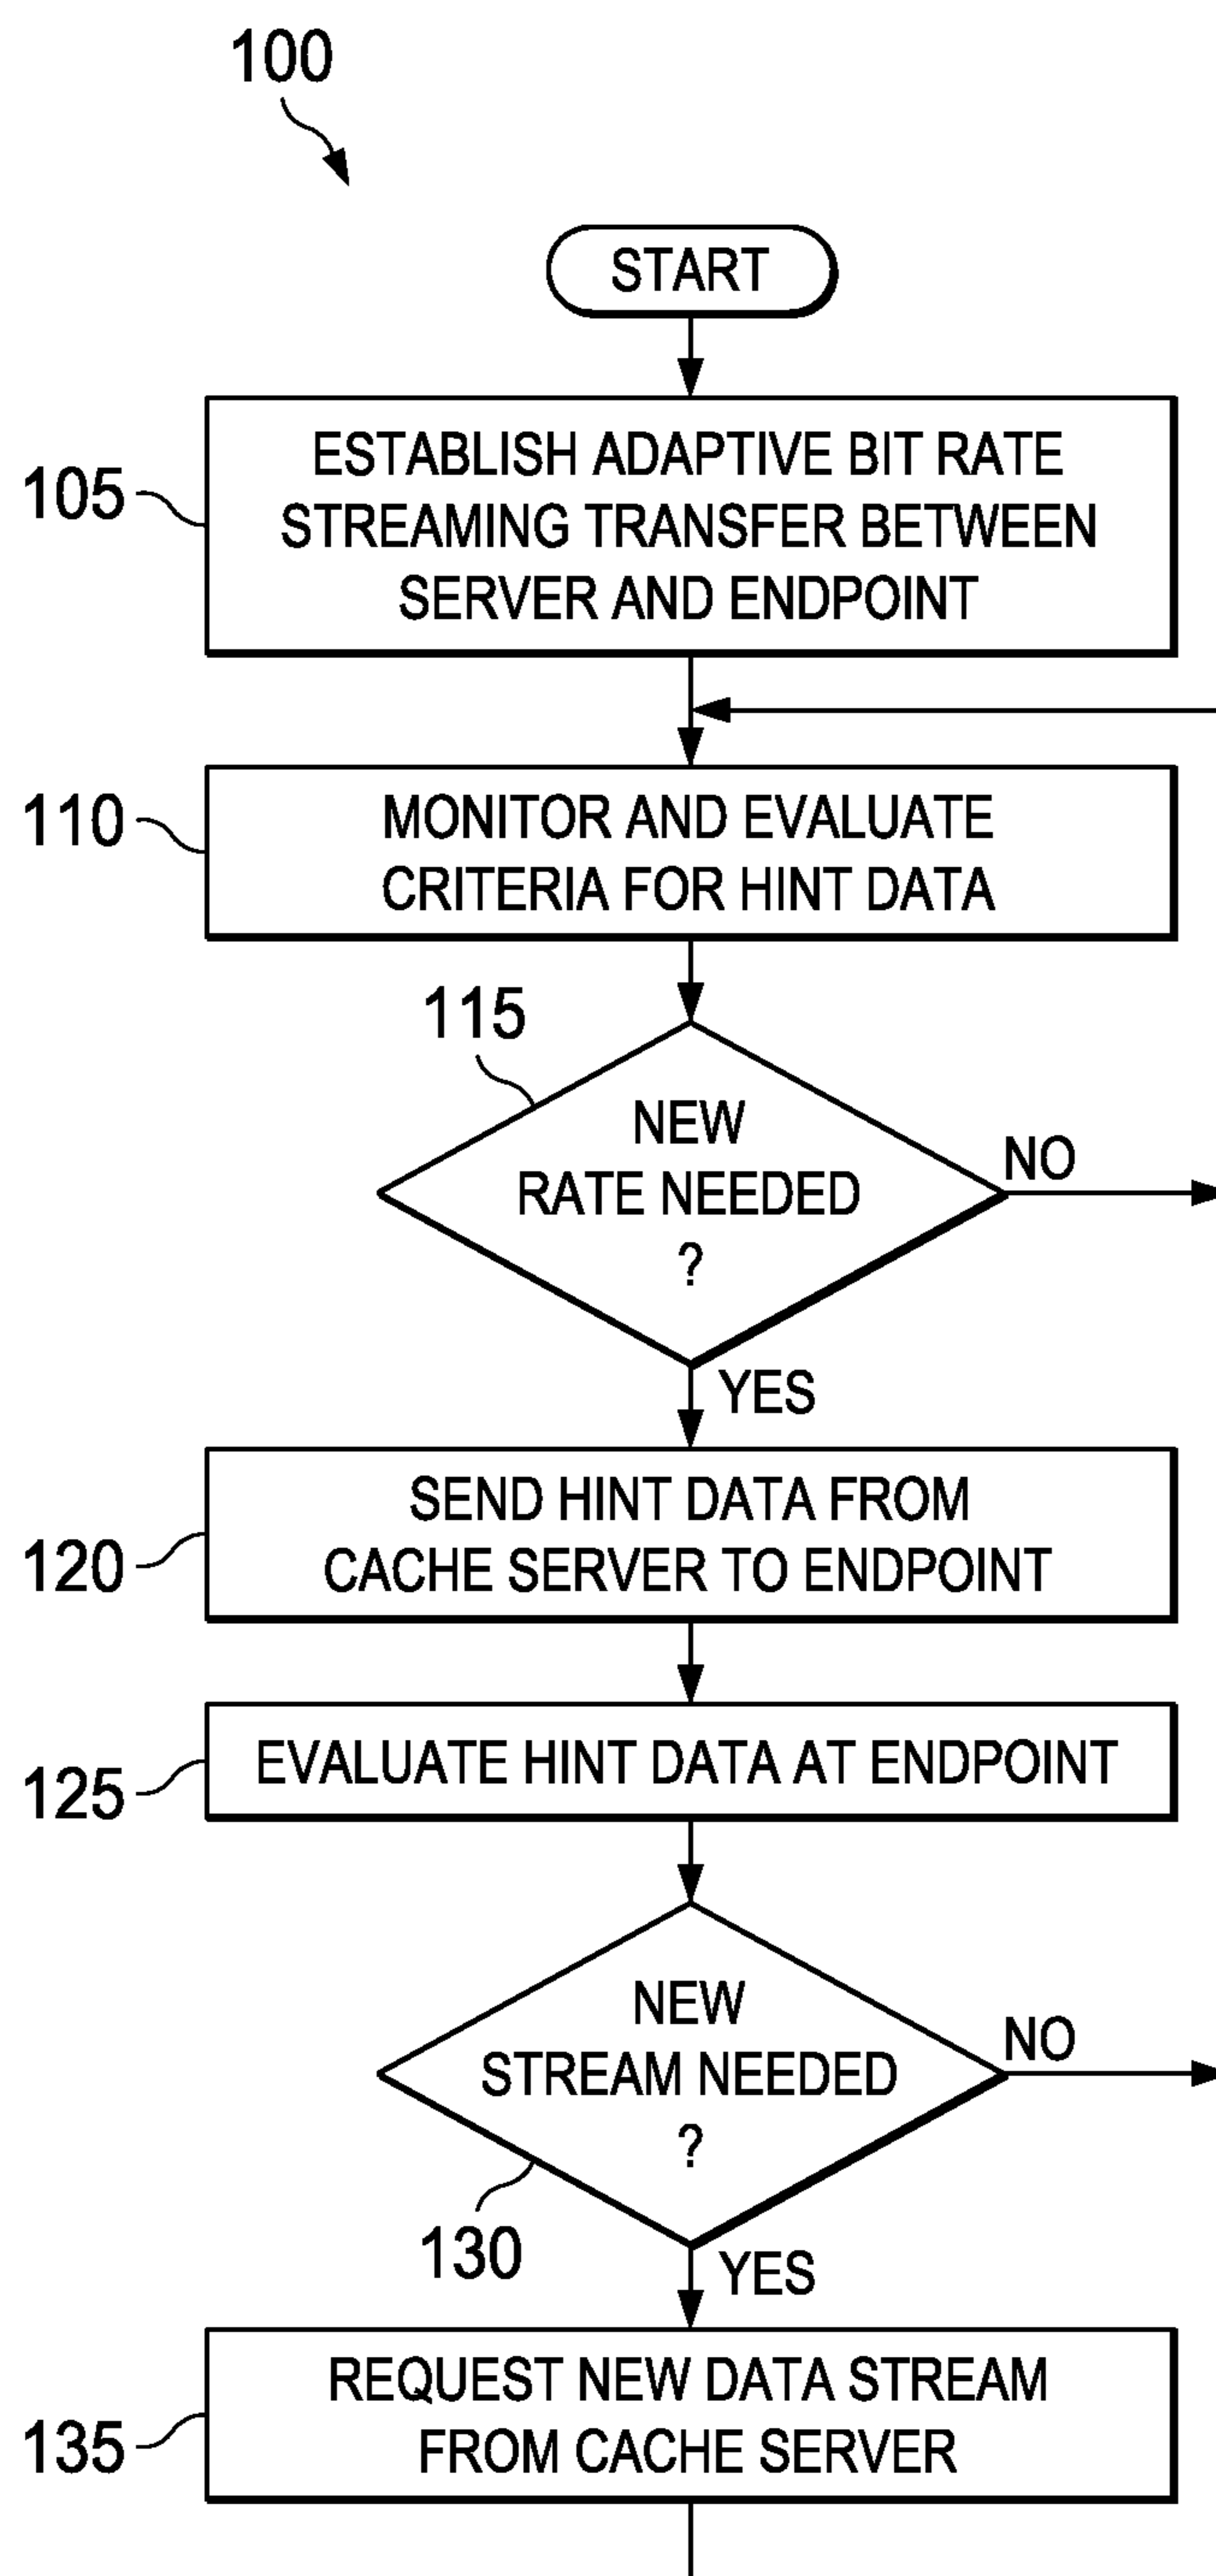 100
START
105
ESTABLISH ADAPTIVE BIT RATE
STREAMING TRANSFER BETWEEN
SERVER AND ENDPOINT
110
MONITOR AND EVALUATE
CRITERIA FOR HINT DATA
115
NEW
RATE NEEDED
?
NO
YES
120
SEND HINT DATA FROM
CACHE SERVER TO ENDPOINT
125
EVALUATE HINT DATA AT ENDPOINT
NEW
STREAM NEEDED
?
NO
130
YES
135
REQUEST NEW DATA STREAM
FROM CACHE SERVER